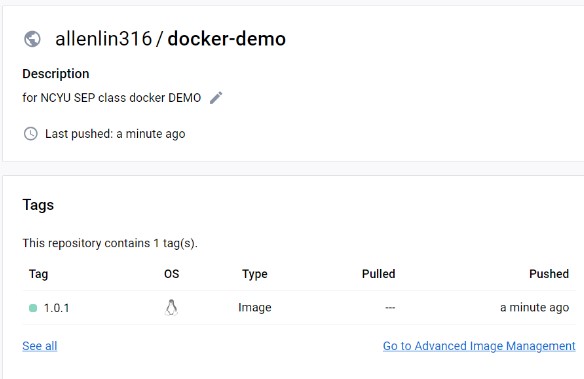 allenlin316 / docker-demo
Description
for NCYU SEP class docker DEMO
Last pushed: a minute ago
Tags
This repository contains 1 tag(s).
Tag OS Type Pulled Pushed
1.0.1 Image --- a minute ago
See all Go to Advanced Image Management